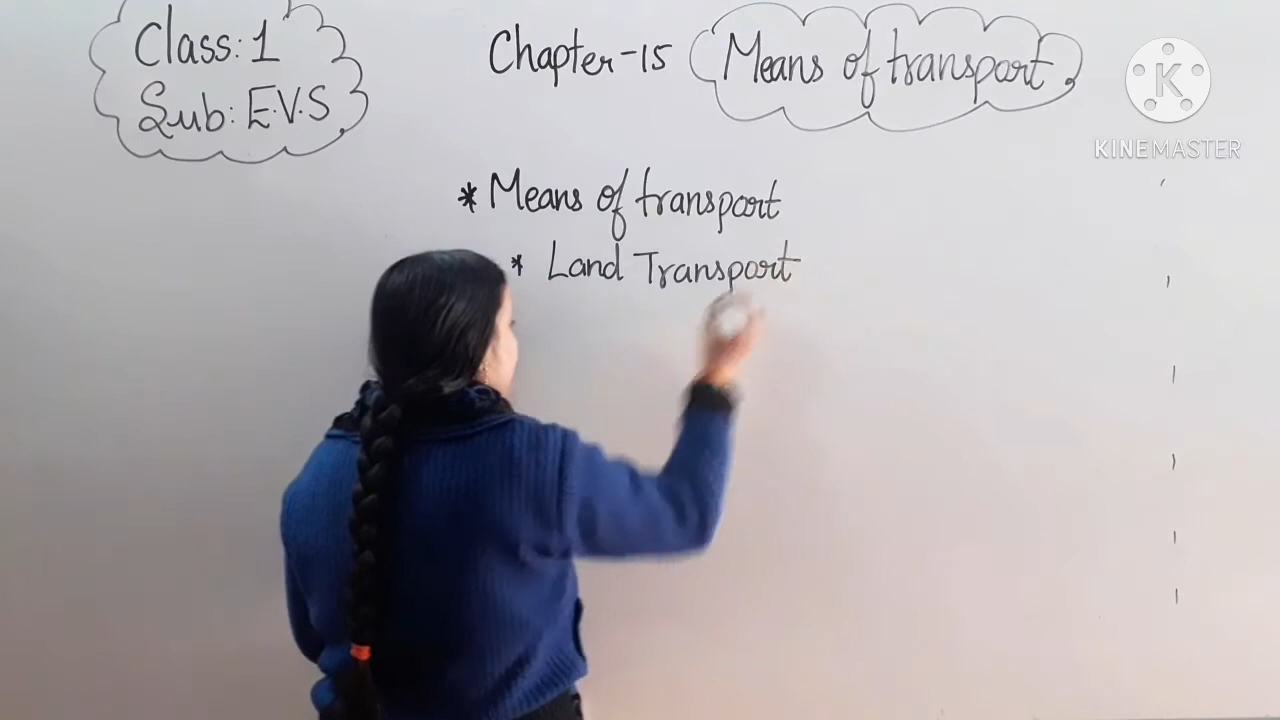 Class: 1
Sub: E.V.S
Chapter-15 Means of transport
* Means of transport
* Land Transport
K
KINEMASTER